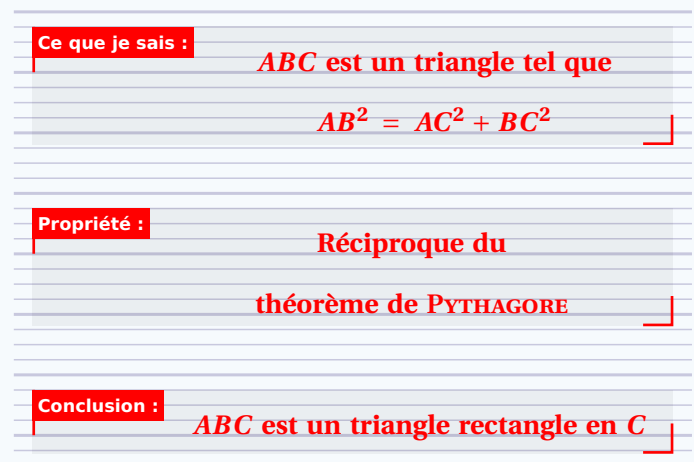 Ce que je sais :
ABC est un triangle tel que
AB² = AC² + BC²
Propriété :
Réciproque du
théorème de PYTHAGORE
Conclusion :
ABC est un triangle rectangle en C